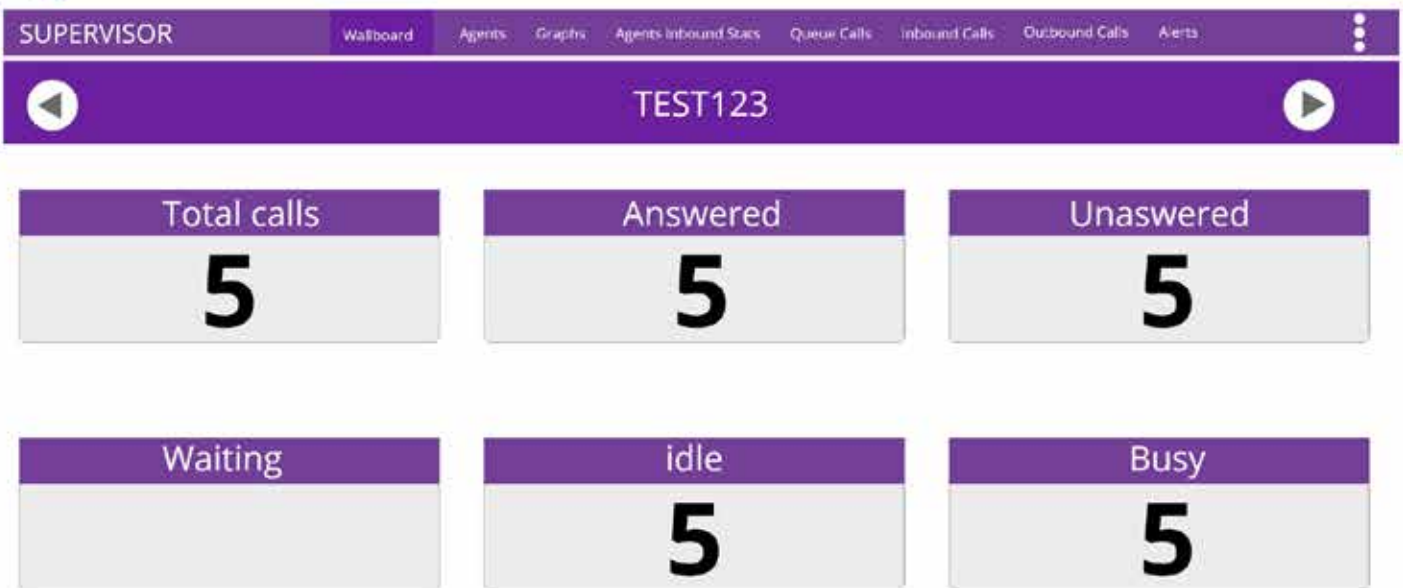 SUPERVISOR Wallboard Agents Graphs Agents Inbound Stats Queue Calls Inbound Calls Outbound Calls Alerts
TEST123
Total calls Answered Unaswered
5 5 5
Waiting idle Busy
5 5